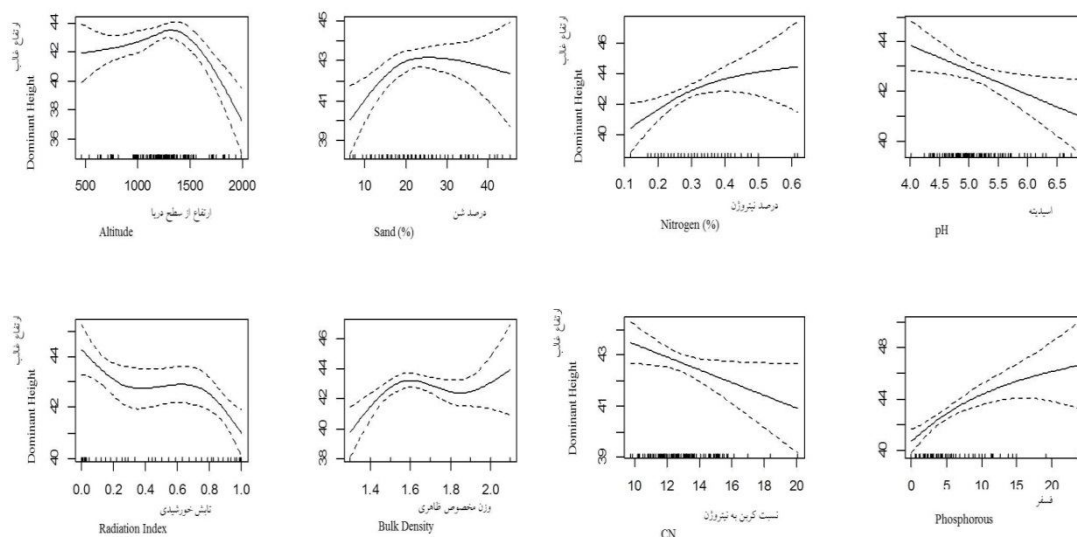 ارتفاع غالب
Dominant Height
36 38 40 42 44
500 1000 1500 2000
ارتفاع از سطح دریا
Altitude
39 41 43 45
10 20 30 40
درصد شن
Sand (%)
ارتفاع غالب
Dominant Height
40 42 44 46
0.1 0.2 0.3 0.4 0.5 0.6
درصد نیتروژن
Nitrogen (%)
40 42 44
4.0 4.5 5.0 5.5 6.0 6.5
اسیدیته
pH
ارتفاع غالب
Dominant Height
40 42 44
0.0 0.2 0.4 0.6 0.8 1.0
تابش خورشیدی
Radiation Index
38 40 42 44 46
1.4 1.6 1.8 2.0
وزن مخصوص ظاهری
Bulk Density
ارتفاع غالب
Dominant Height
39 41 43
10 12 14 16 18 20
نسبت کربن به نیتروژن
CN
40 44 48
0 5 10 15 20
فسفر
Phosphorous